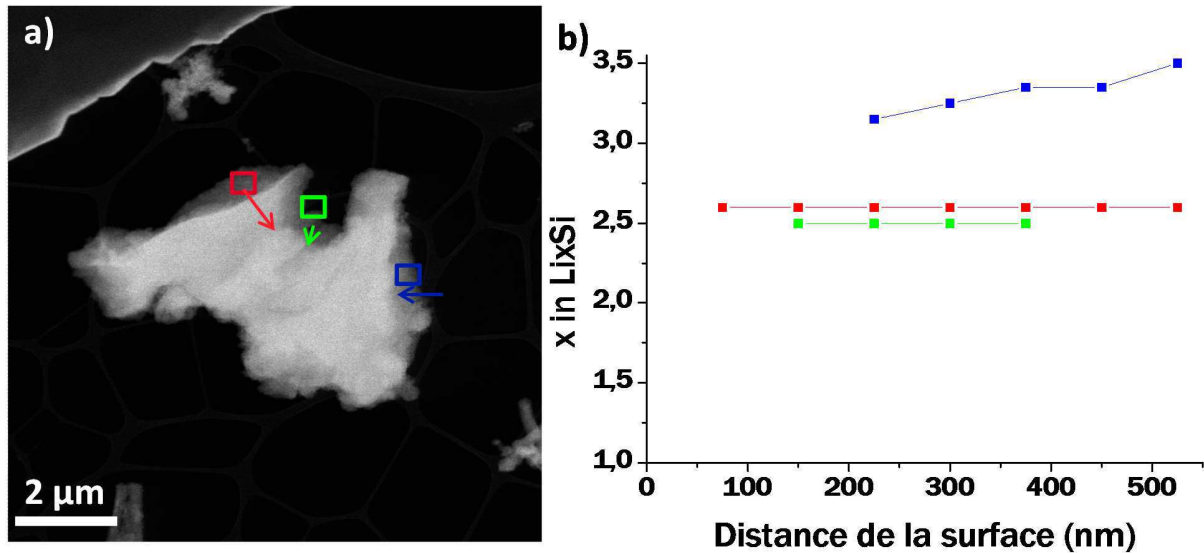 a)
2 µm
b)
x in LixSi
3,5
3,0
2,5
2,0
1,5
1,0
0 100 200 300 400 500
Distance de la surface (nm)